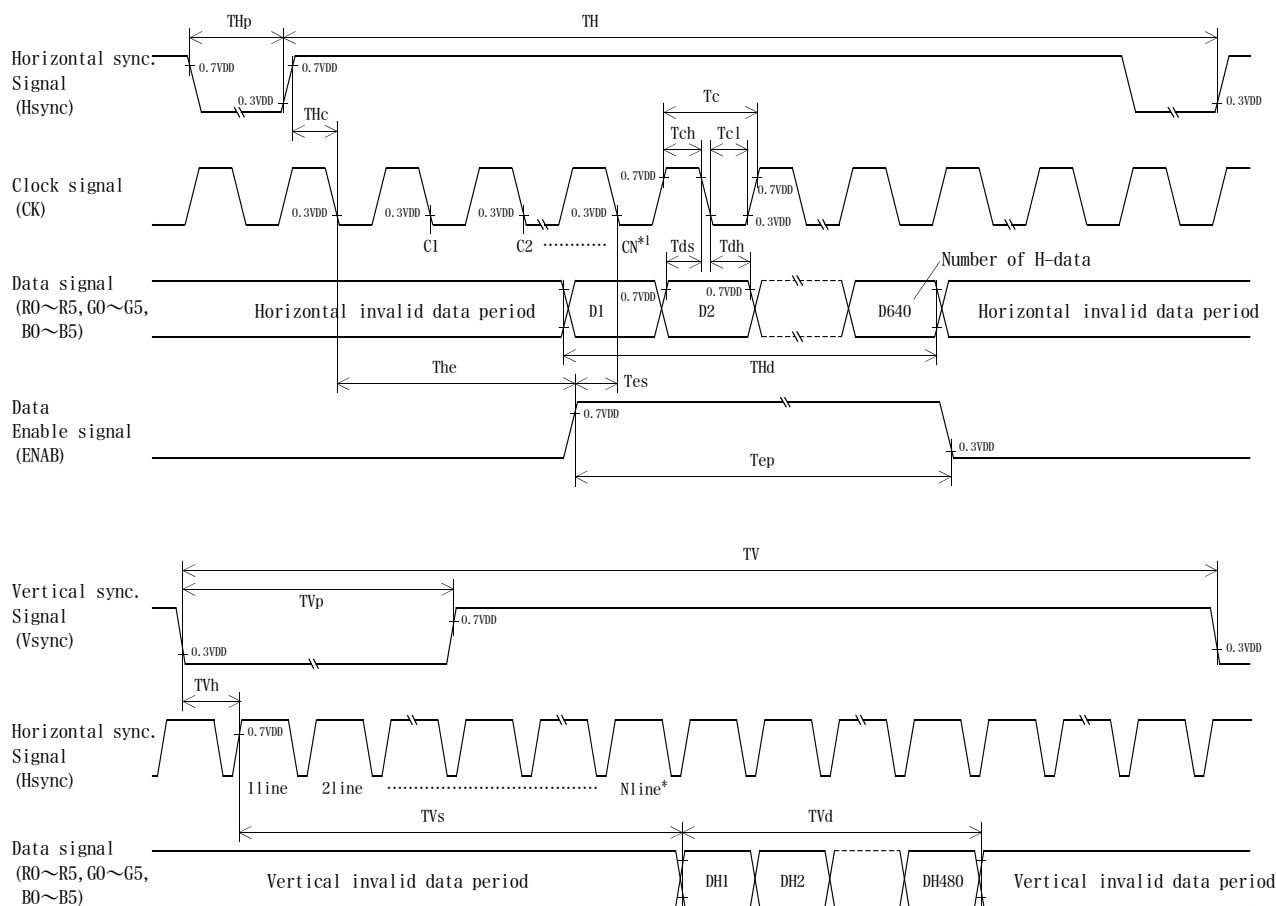 THp
TH
Horizontal sync.
Signal
(Hsync)
0.7VDD
0.7VDD
0.3VDD
0.3VDD
THc
Tc
Tch
Tcl
Clock signal
(CK)
0.7VDD
0.7VDD
0.3VDD
0.3VDD
0.3VDD
0.3VDD
0.3VDD
C1
C2
CN*1
Tds
Tdh
Number of H-data
Data signal
(R0～R5,G0～G5,
B0～B5)
Horizontal invalid data period
D1
0.7VDD
D2
0.7VDD
D640
Horizontal invalid data period
THd
The
Tes
Data
Enable signal
(ENAB)
0.7VDD
0.3VDD
Tep
TV
Vertical sync.
Signal
(Vsync)
TVp
0.7VDD
0.3VDD
0.3VDD
TVh
Horizontal sync.
Signal
(Hsync)
0.7VDD
1line
2line
Nline*
TVs
TVd
Data signal
(R0～R5,G0～G5,
B0～B5)
Vertical invalid data period
DH1
DH2
DH480
Vertical invalid data period